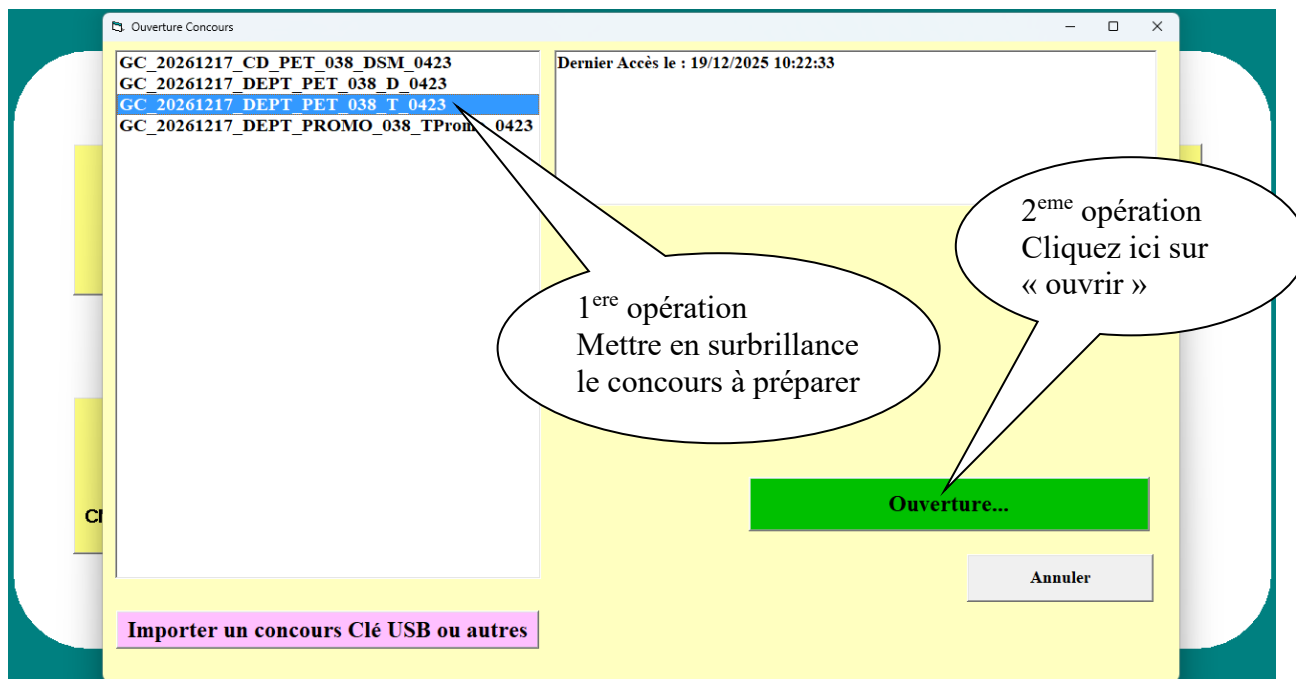 Ouverture Concours
GC_20261217_CD_PET_038_DSM_0423
GC_20261217_DEPT_PET_038_D_0423
GC_20261217_DEPT_PET_038_T_0423
GC_20261217_DEPT_PROMO_038_TProm 0423
Dernier Accès le : 19/12/2025 10:22:33
1ere opération
Mettre en surbrillance
le concours à préparer
2eme opération
Cliquez ici sur
« ouvrir »
Ouverture...
Annuler
Importer un concours Clé USB ou autres